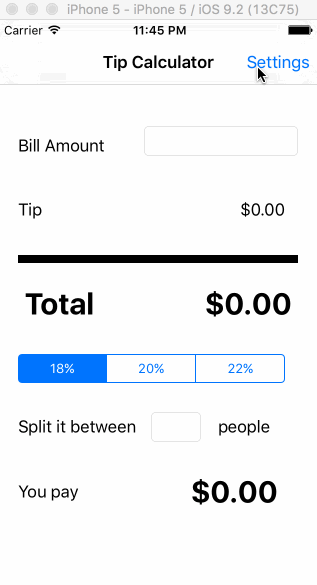 iPhone 5 - iPhone 5 / iOS 9.2 (13C75)
Carrier 11:45 PM
Tip Calculator Settings
Bill Amount
Tip $0.00
Total $0.00
18% 20% 22%
Split it between people
You pay $0.00